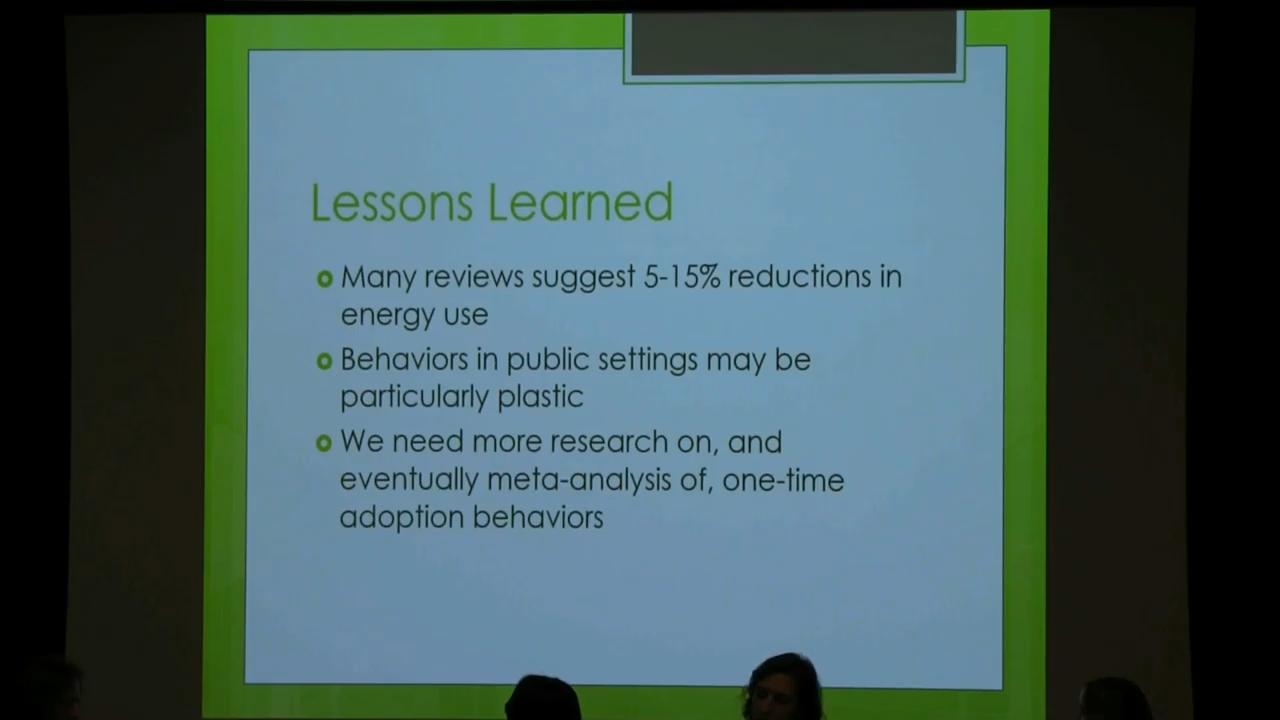 Lessons Learned
Many reviews suggest 5-15% reductions in
energy use
Behaviors in public settings may be
particularly plastic
We need more research on, and
eventually meta-analysis of, one-time
adoption behaviors